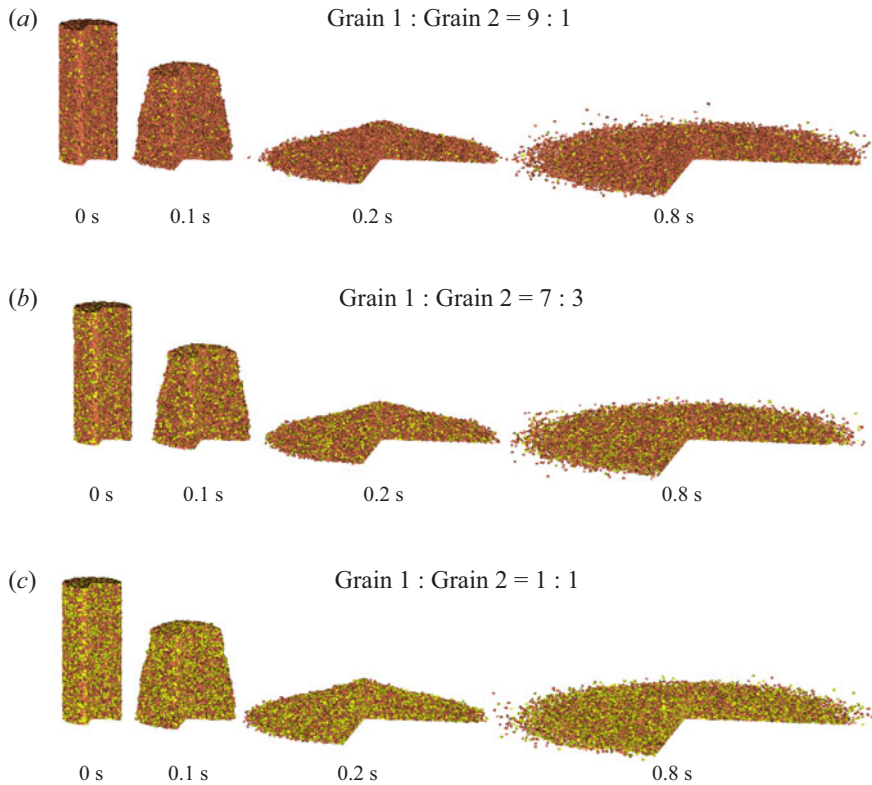 (a) Grain 1 : Grain 2 = 9 : 1
0 s 0.1 s 0.2 s 0.8 s
(b) Grain 1 : Grain 2 = 7 : 3
0 s 0.1 s 0.2 s 0.8 s
(c) Grain 1 : Grain 2 = 1 : 1
0 s 0.1 s 0.2 s 0.8 s